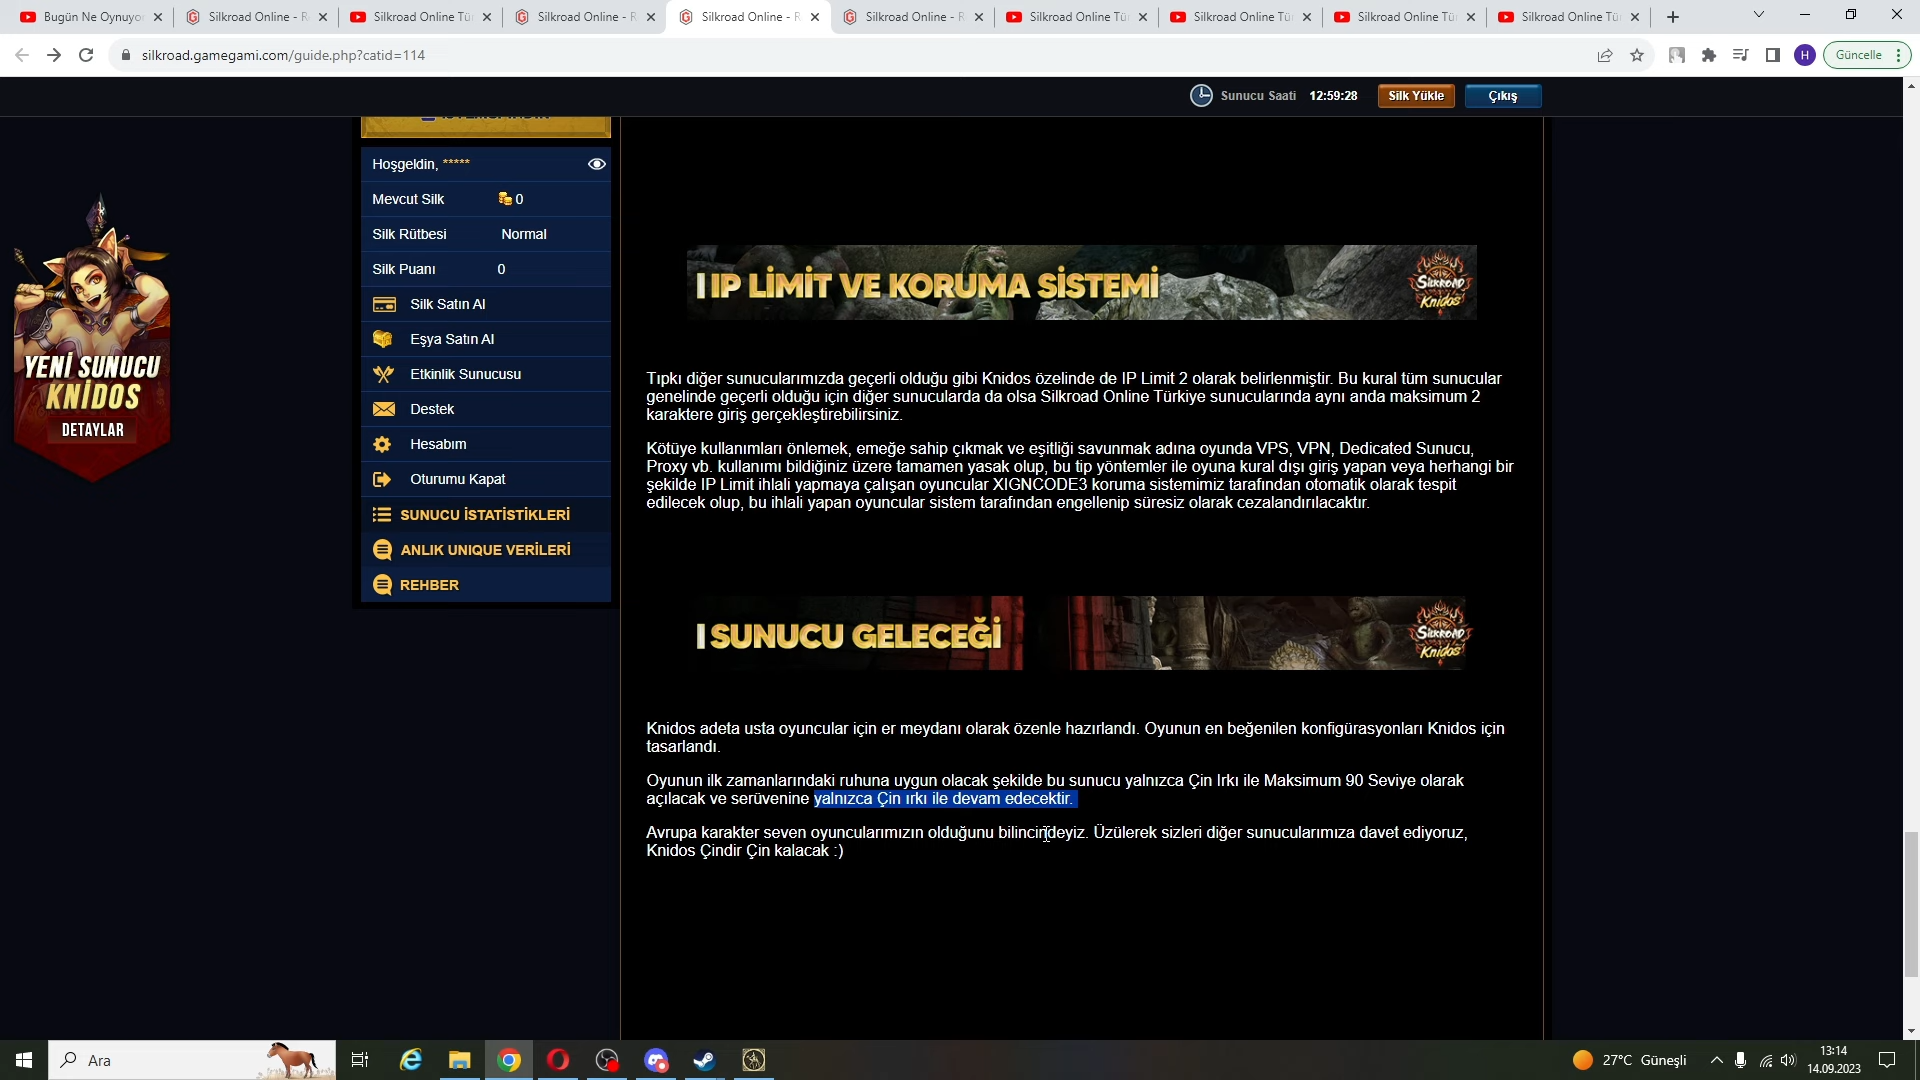 Bugün Ne Oynuyor
Silkroad Online - R
Silkroad Online Tür
Silkroad Online - R
Silkroad Online - R
Silkroad Online - R
Silkroad Online Tür
Silkroad Online Tür
Silkroad Online Tür
Silkroad Online Tür
silkroad.gamegami.com/guide.php?catid=114
H
Güncelle
Sunucu Saati 12:59:28
Silk Yükle
Çıkış
Hoşgeldin, *****
Mevcut Silk 0
Silk Rütbesi Normal
Silk Puanı 0
Silk Satın Al
Eşya Satın Al
Etkinlik Sunucusu
Destek
Hesabım
Oturumu Kapat
SUNUCU İSTATİSTİKLERİ
ANLIK UNIQUE VERİLERİ
REHBER
YENİ SUNUCU
KNİDOS
DETAYLAR
IP LİMİT VE KORUMA SİSTEMİ
SilkroaD
Knidos
Tıpkı diğer sunucularımızda geçerli olduğu gibi Knidos özelinde de IP Limit 2 olarak belirlenmiştir. Bu kural tüm sunucular
genelinde geçerli olduğu için diğer sunucularda da olsa Silkroad Online Türkiye sunucularında aynı anda maksimum 2
karaktere giriş gerçekleştirebilirsiniz.
Kötüye kullanımları önlemek, emeğe sahip çıkmak ve eşitliği savunmak adına oyunda VPS, VPN, Dedicated Sunucu,
Proxy vb. kullanımı bildiğiniz üzere tamamen yasak olup, bu tip yöntemler ile oyuna kural dışı giriş yapan veya herhangi bir
şekilde IP Limit ihlali yapmaya çalışan oyuncular XIGNCODE3 koruma sistemimiz tarafından otomatik olarak tespit
edilecek olup, bu ihlali yapan oyuncular sistem tarafından engellenip süresiz olarak cezalandırılacaktır.
SUNUCU GELECEĞİ
SilkroaD
Knidos
Knidos adeta usta oyuncular için er meydanı olarak özenle hazırlandı. Oyunun en beğenilen konfigürasyonları Knidos için
tasarlandı.
Oyunun ilk zamanlarındaki ruhuna uygun olacak şekilde bu sunucu yalnızca Çin Irkı ile Maksimum 90 Seviye olarak
açılacak ve serüvenine yalnızca Çin ırkı ile devam edecektir.
Avrupa karakter seven oyuncularımızın olduğunu bilincindeyiz. Üzülerek sizleri diğer sunucularımıza davet ediyoruz,
Knidos Çindir Çin kalacak :)
Ara
27°C Güneşli
13:14
14.09.2023